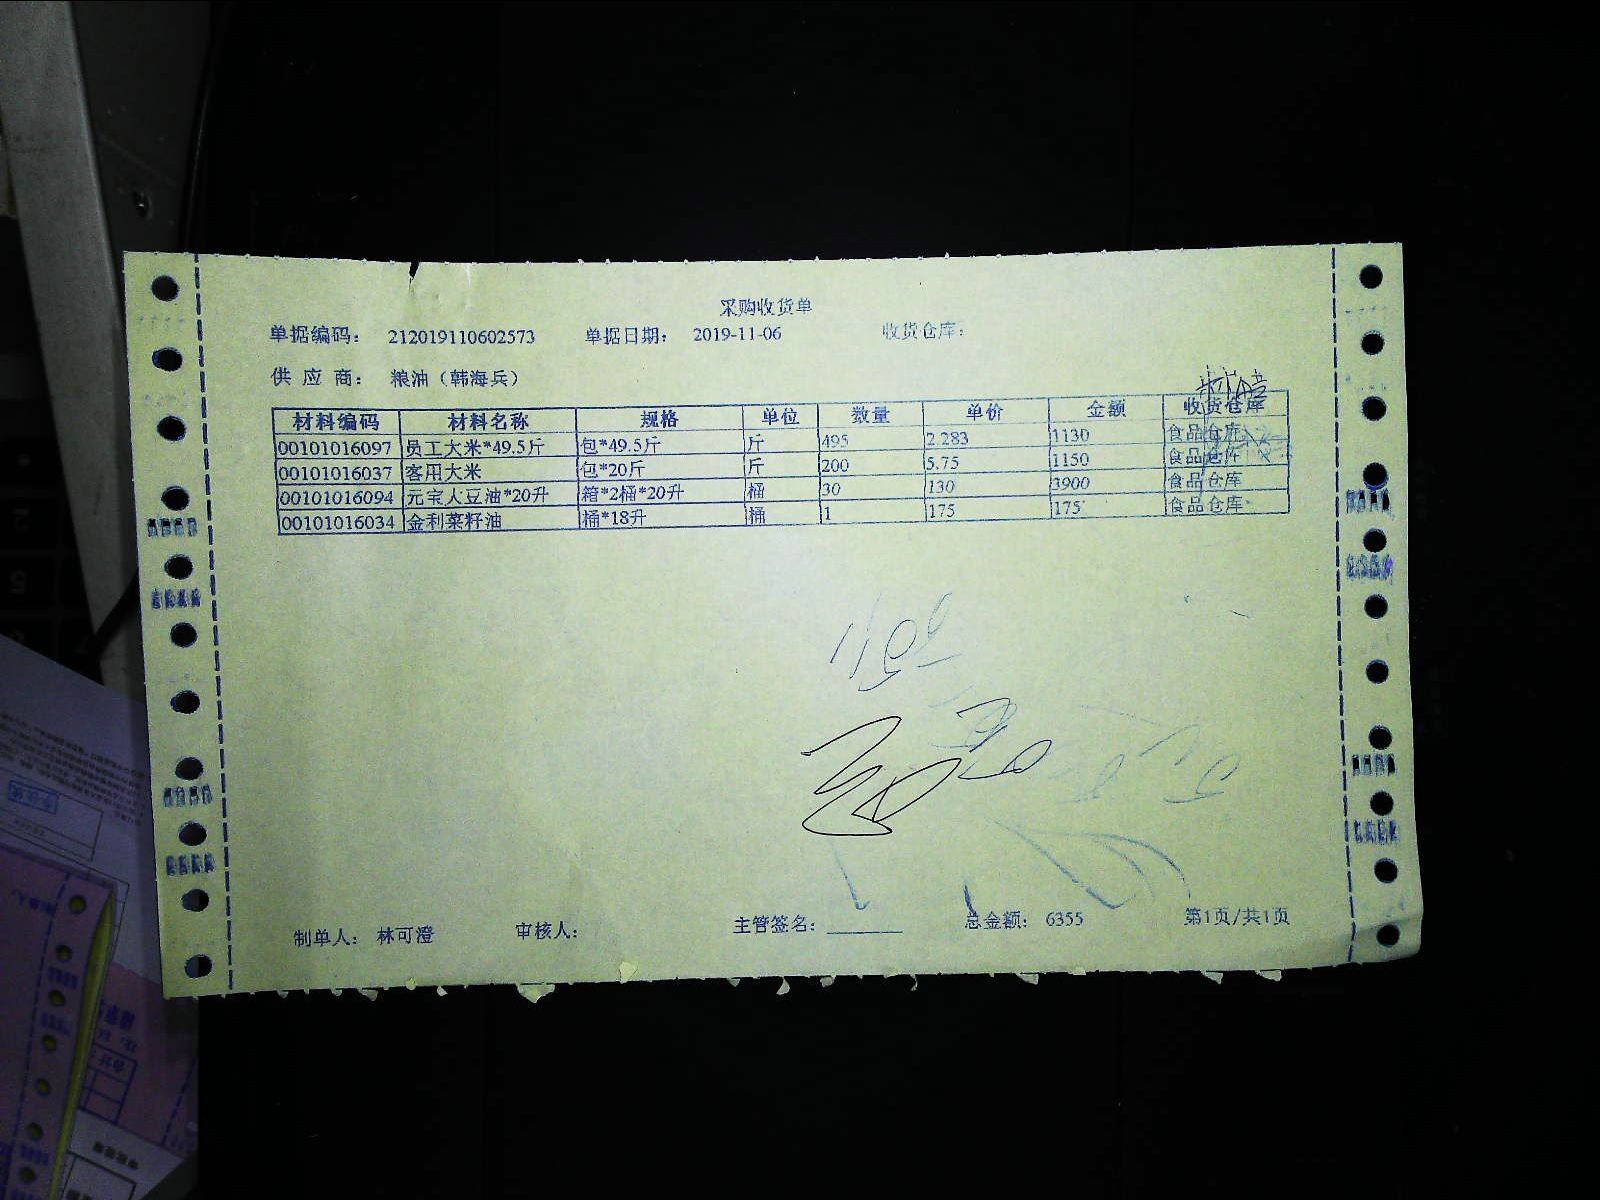 采购收货单
单据编码： 212019110602573 单据日期： 2019-11-06 收货仓库：
供 应 商： 粮油（韩海兵）
材料编码 材料名称 规格 单位 数量 单价 金额 收货仓库
00101016097 员工大米*49.5斤 包*49.5斤 斤 495 2.283 1130 食品仓库
00101016037 客用大米 包*20斤 斤 200 5.75 1150 食品仓库
00101016094 元宝大豆油*20升 箱*2桶*20升 桶 30 130 3900 食品仓库
00101016034 金利菜籽油 桶*18升 桶 1 175 175 食品仓库
制单人： 林可澄 审核人： 主管签名： 总金额： 6355 第1页/共1页